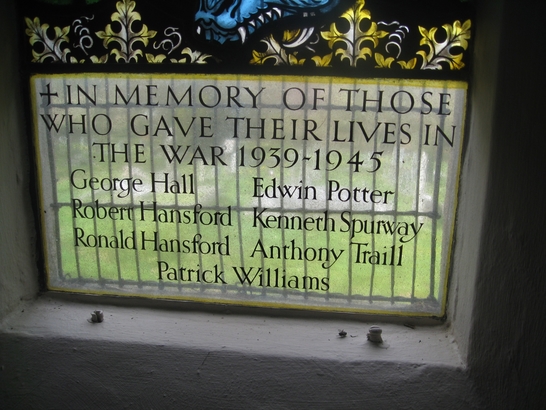 +IN MEMORY OF THOSE
WHO GAVE THEIR LIVES IN
·THE WAR 1939-1945·
George Hall Edwin Potter
Robert Hansford Kenneth Spurway
Ronald Hansford Anthony Traill
Patrick Williams